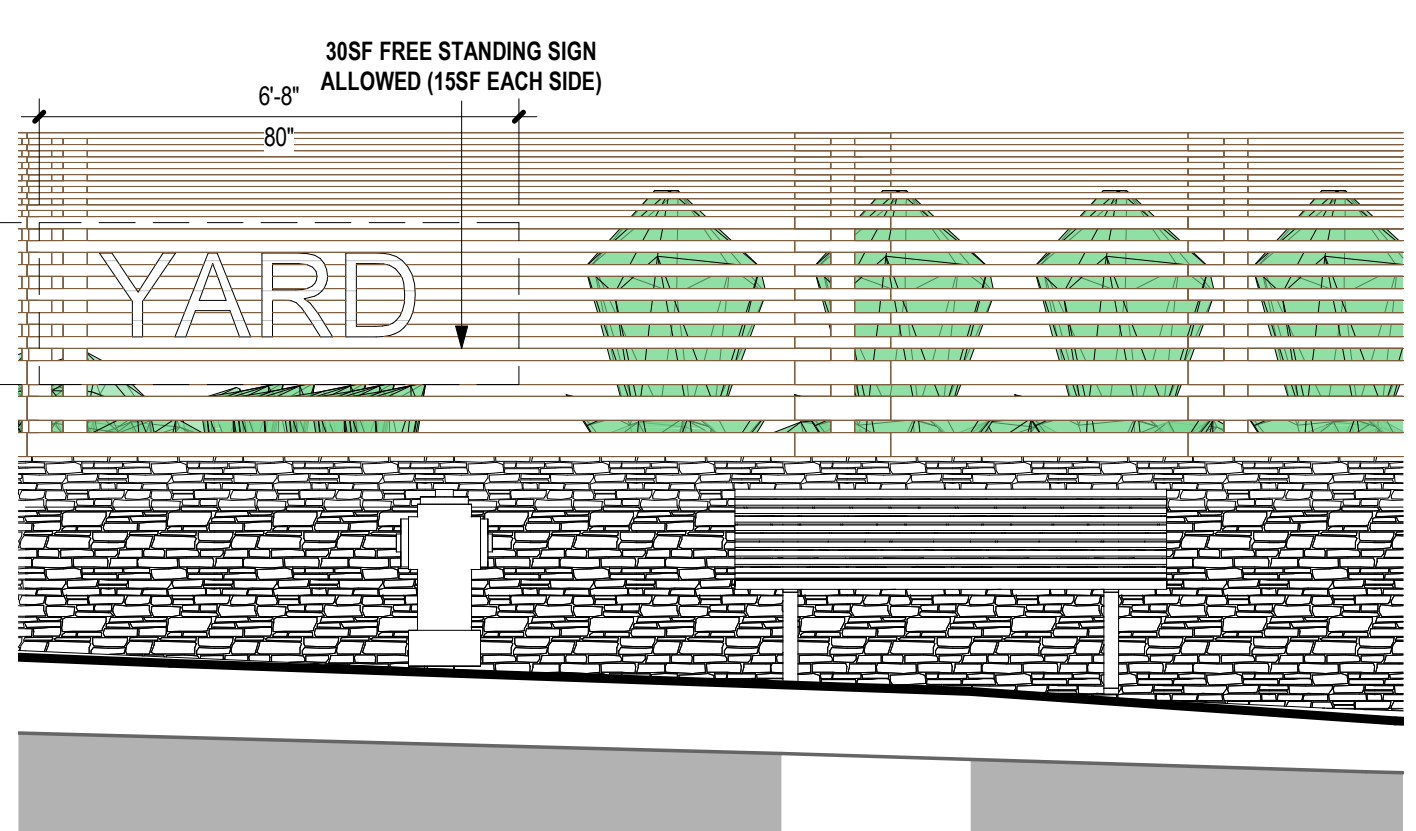 30SF FREE STANDING SIGN
ALLOWED (15SF EACH SIDE)
6'-8"
80"
YARD